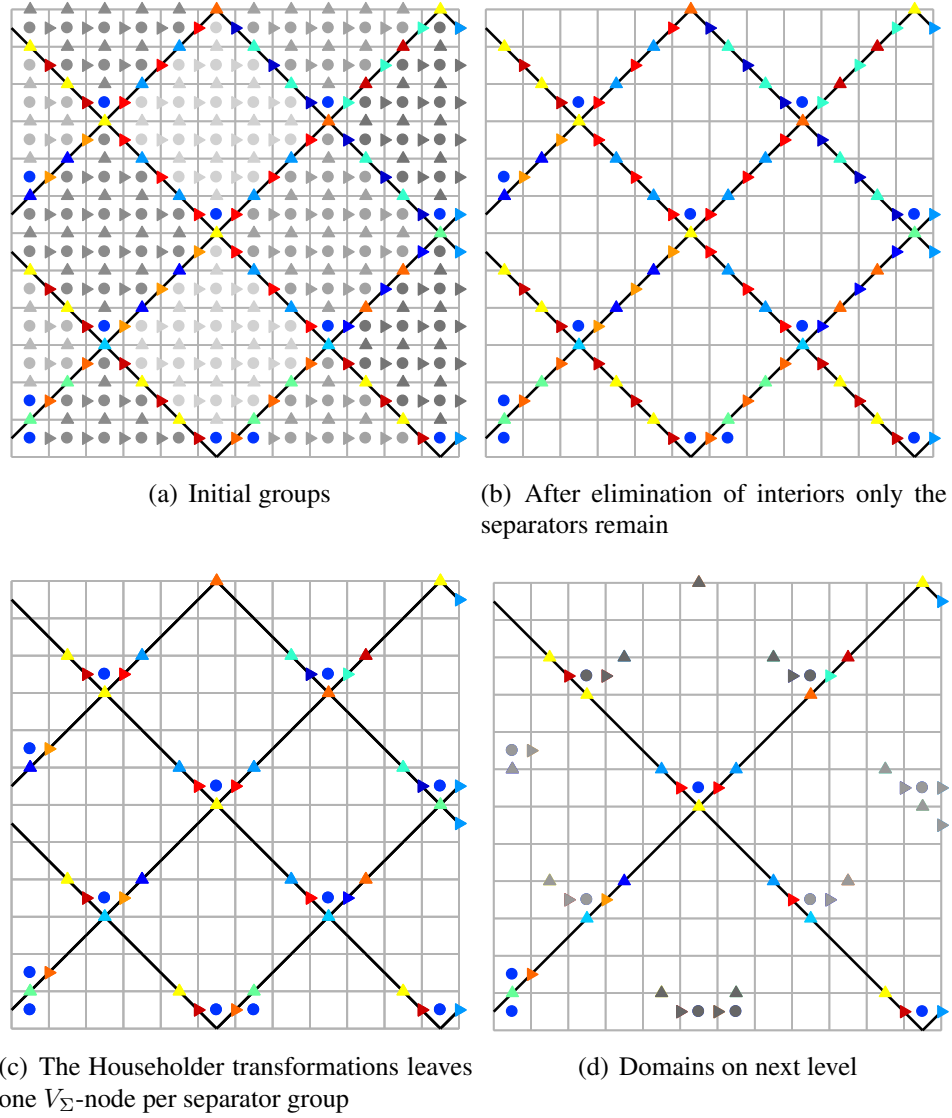 (a) Initial groups
(b) After elimination of interiors only the
separators remain
(c) The Householder transformations leaves
one V_Σ-node per separator group
(d) Domains on next level